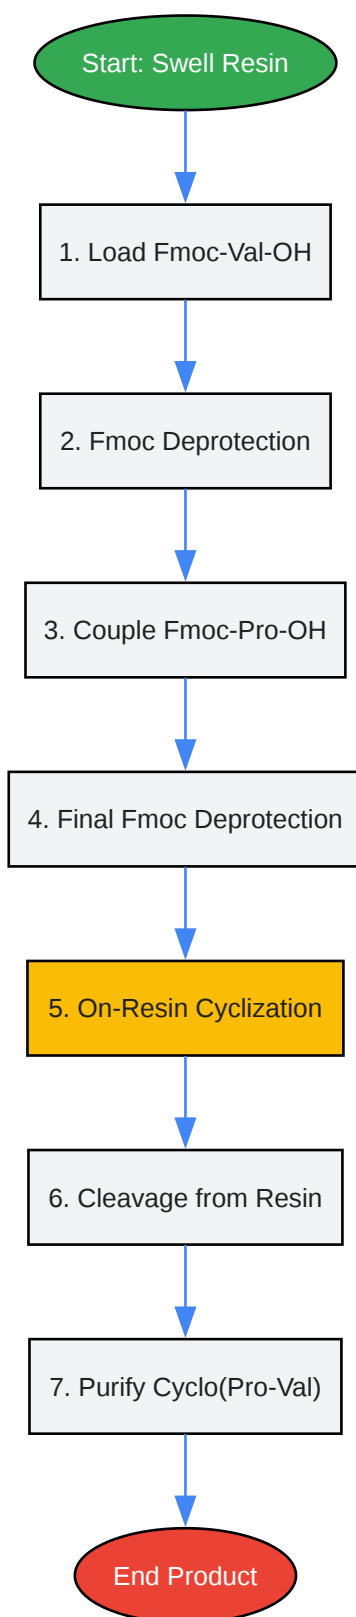 Start: Swell Resin
1. Load Fmoc-Val-OH
2. Fmoc Deprotection
3. Couple Fmoc-Pro-OH
4. Final Fmoc Deprotection
5. On-Resin Cyclization
6. Cleavage from Resin
7. Purify Cyclo(Pro-Val)
End Product